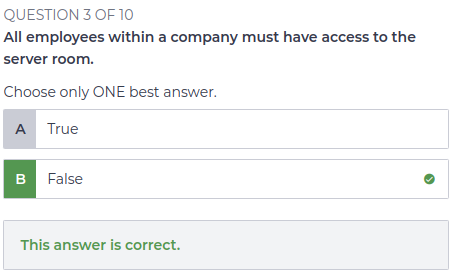 QUESTION 3 OF 10
All employees within a company must have access to the
server room.
Choose only ONE best answer.
A True
B False
This answer is correct.